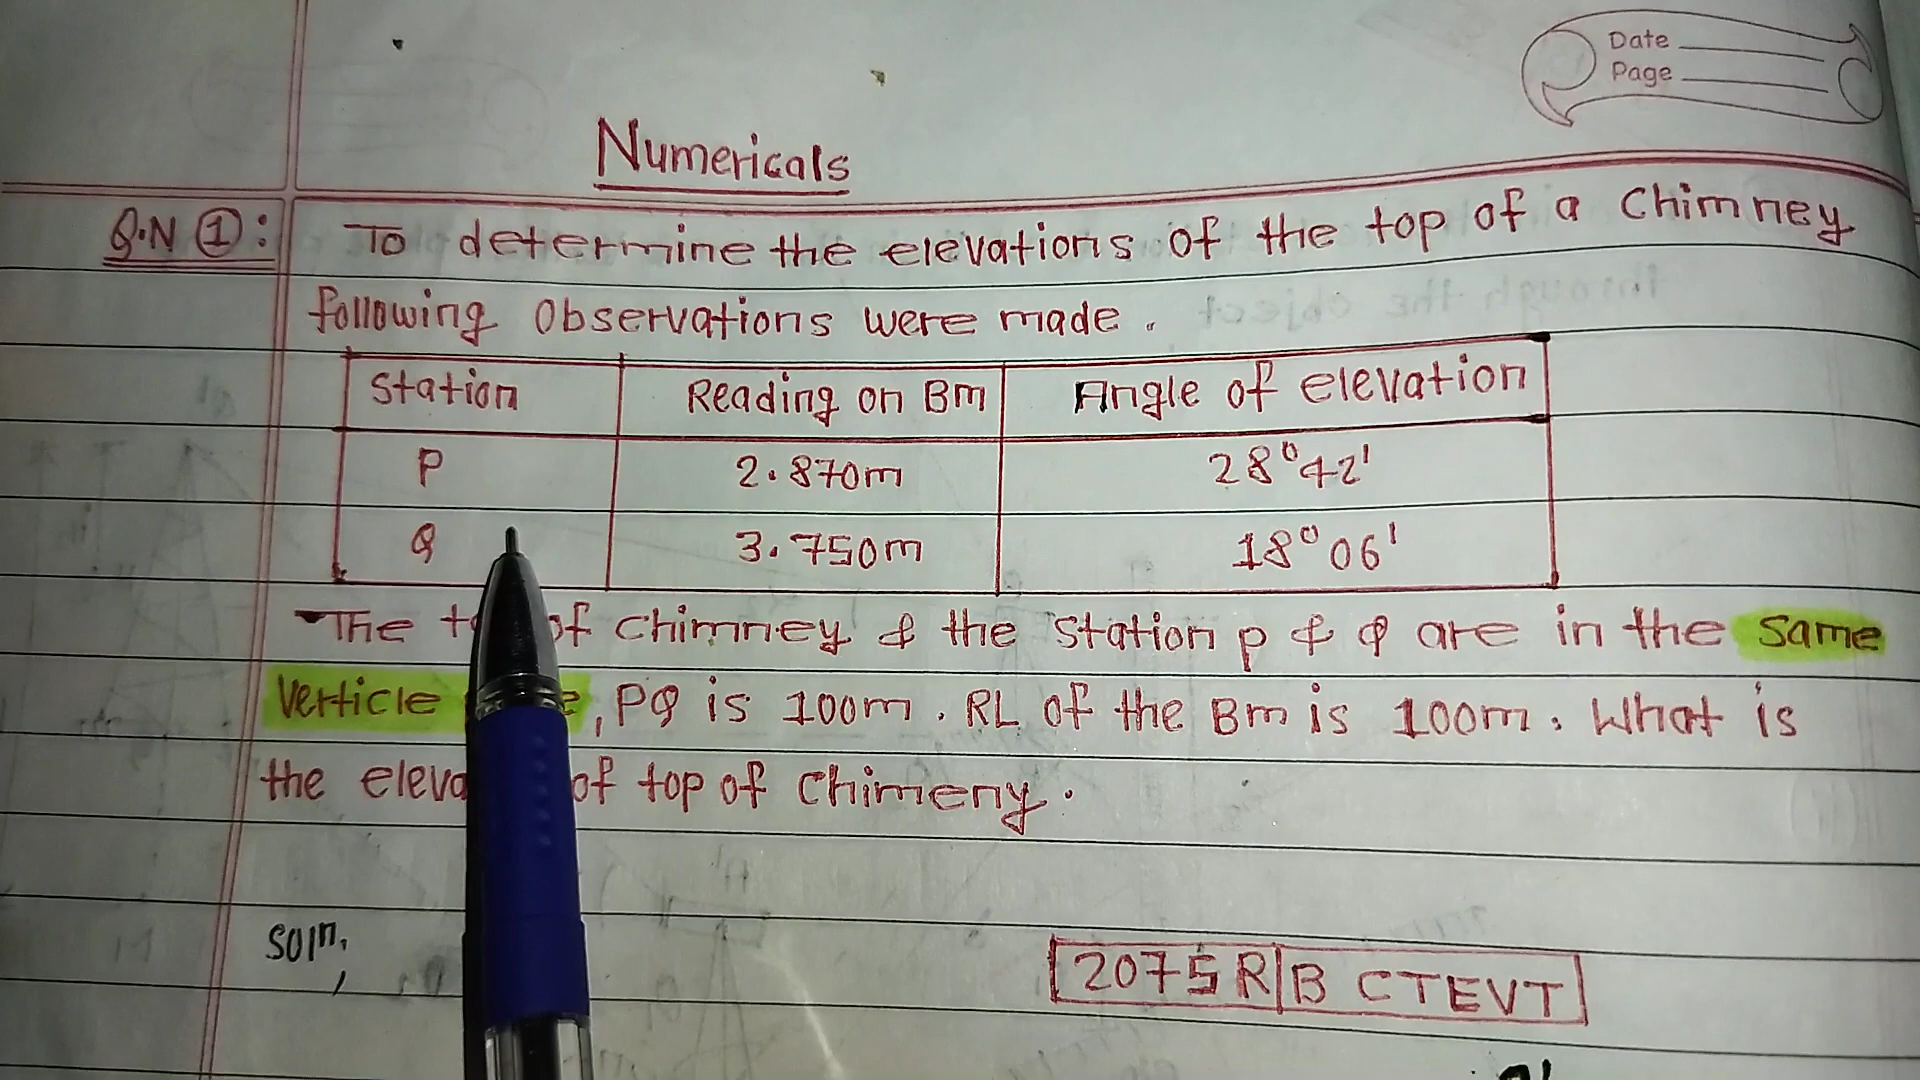 Date
Page
Numericals
Q.N ①: To determine the elevations of the top of a Chimney
following Observations were made.
Station Reading on Bm Angle of elevation
P 2.870m 28°42'
Q 3.750m 18°06'
The of chimney & the station p & Q are in the same
verticle , PQ is 100m. RL of the Bm is 100m. What is
the of top of chimeny.
soln,
2075 R/B CTEVT